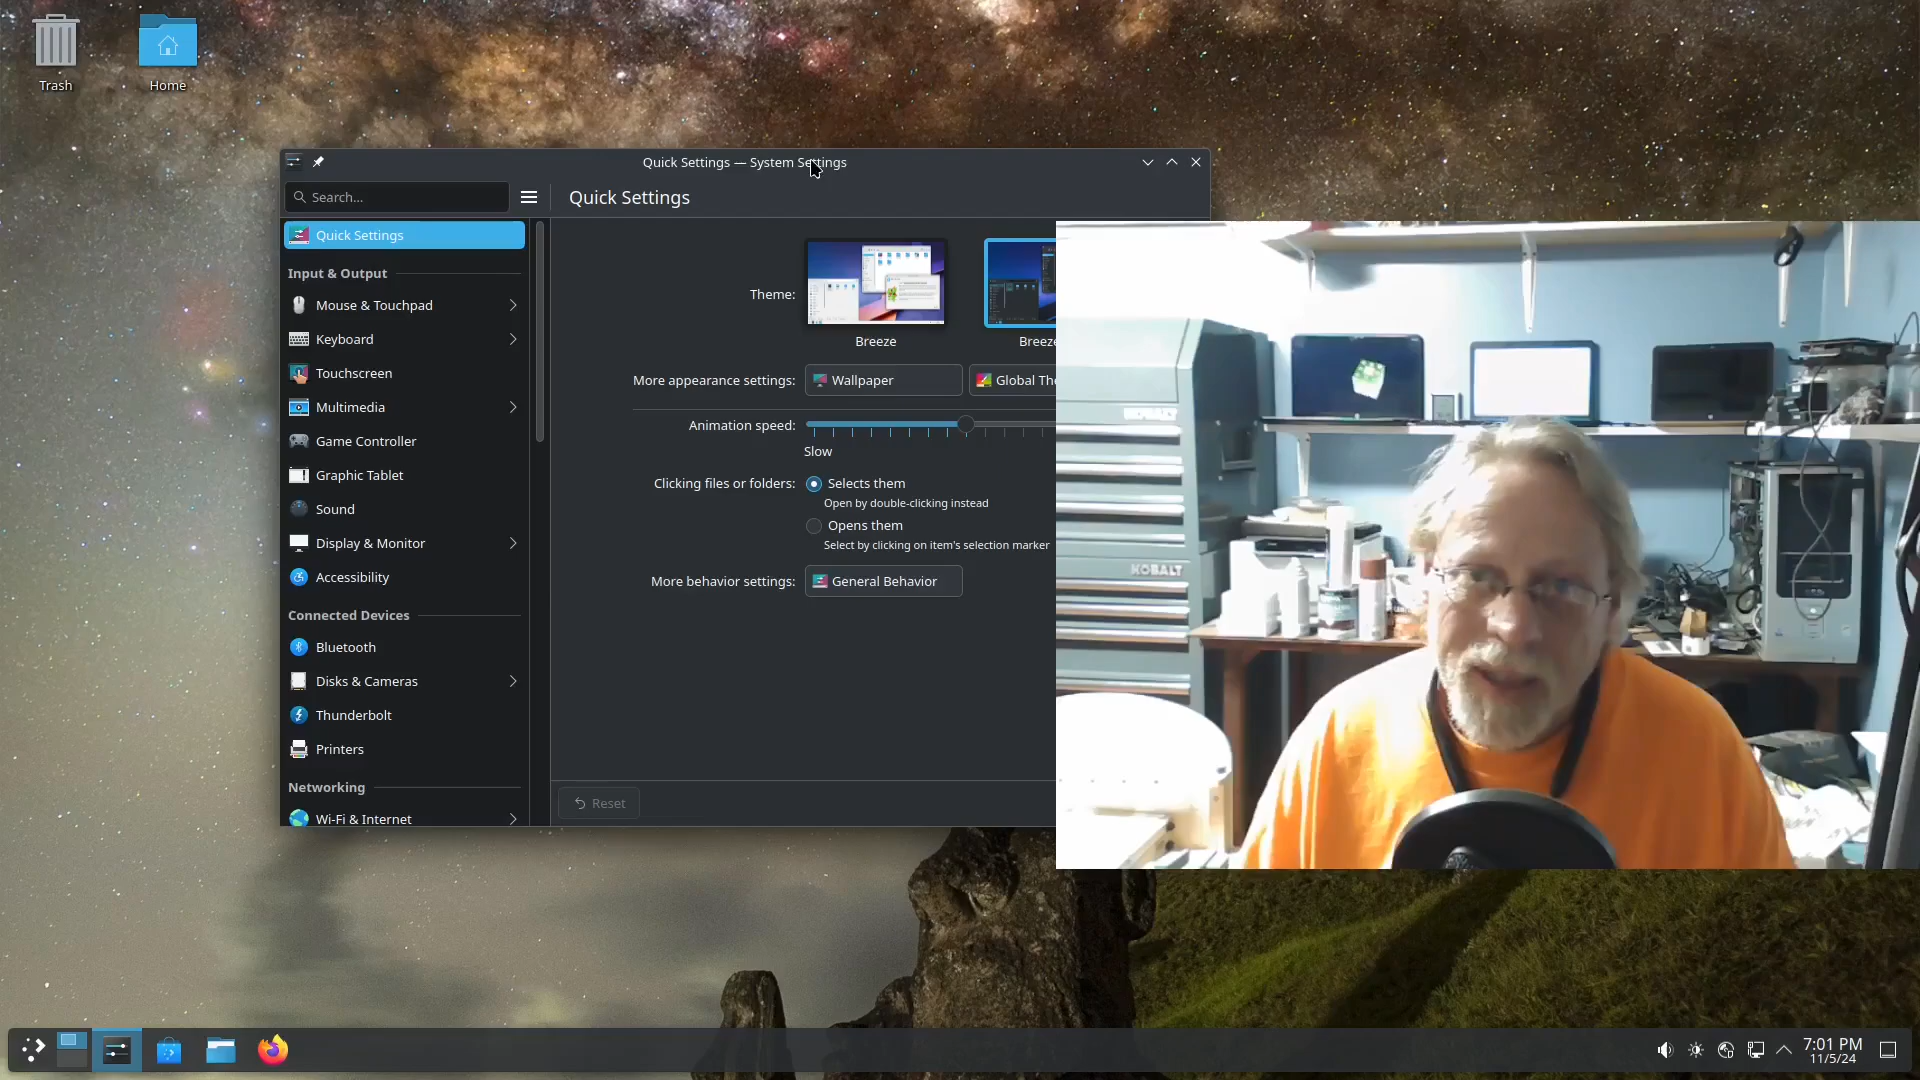 Trash
Home
Quick Settings — System Settings
Search...
Quick Settings
Quick Settings
Input & Output
Mouse & Touchpad
Keyboard
Touchscreen
Multimedia
Game Controller
Graphic Tablet
Sound
Display & Monitor
Accessibility
Connected Devices
Bluetooth
Disks & Cameras
Thunderbolt
Printers
Networking
Wi-Fi & Internet
Theme:
Breeze
Breeze
More appearance settings:
Wallpaper
Global The
Animation speed:
Slow
Clicking files or folders:
Selects them
Open by double-clicking instead
Opens them
Select by clicking on item's selection marker
More behavior settings:
General Behavior
Reset
KOBALT
KOBALT
7:01 PM
11/5/24